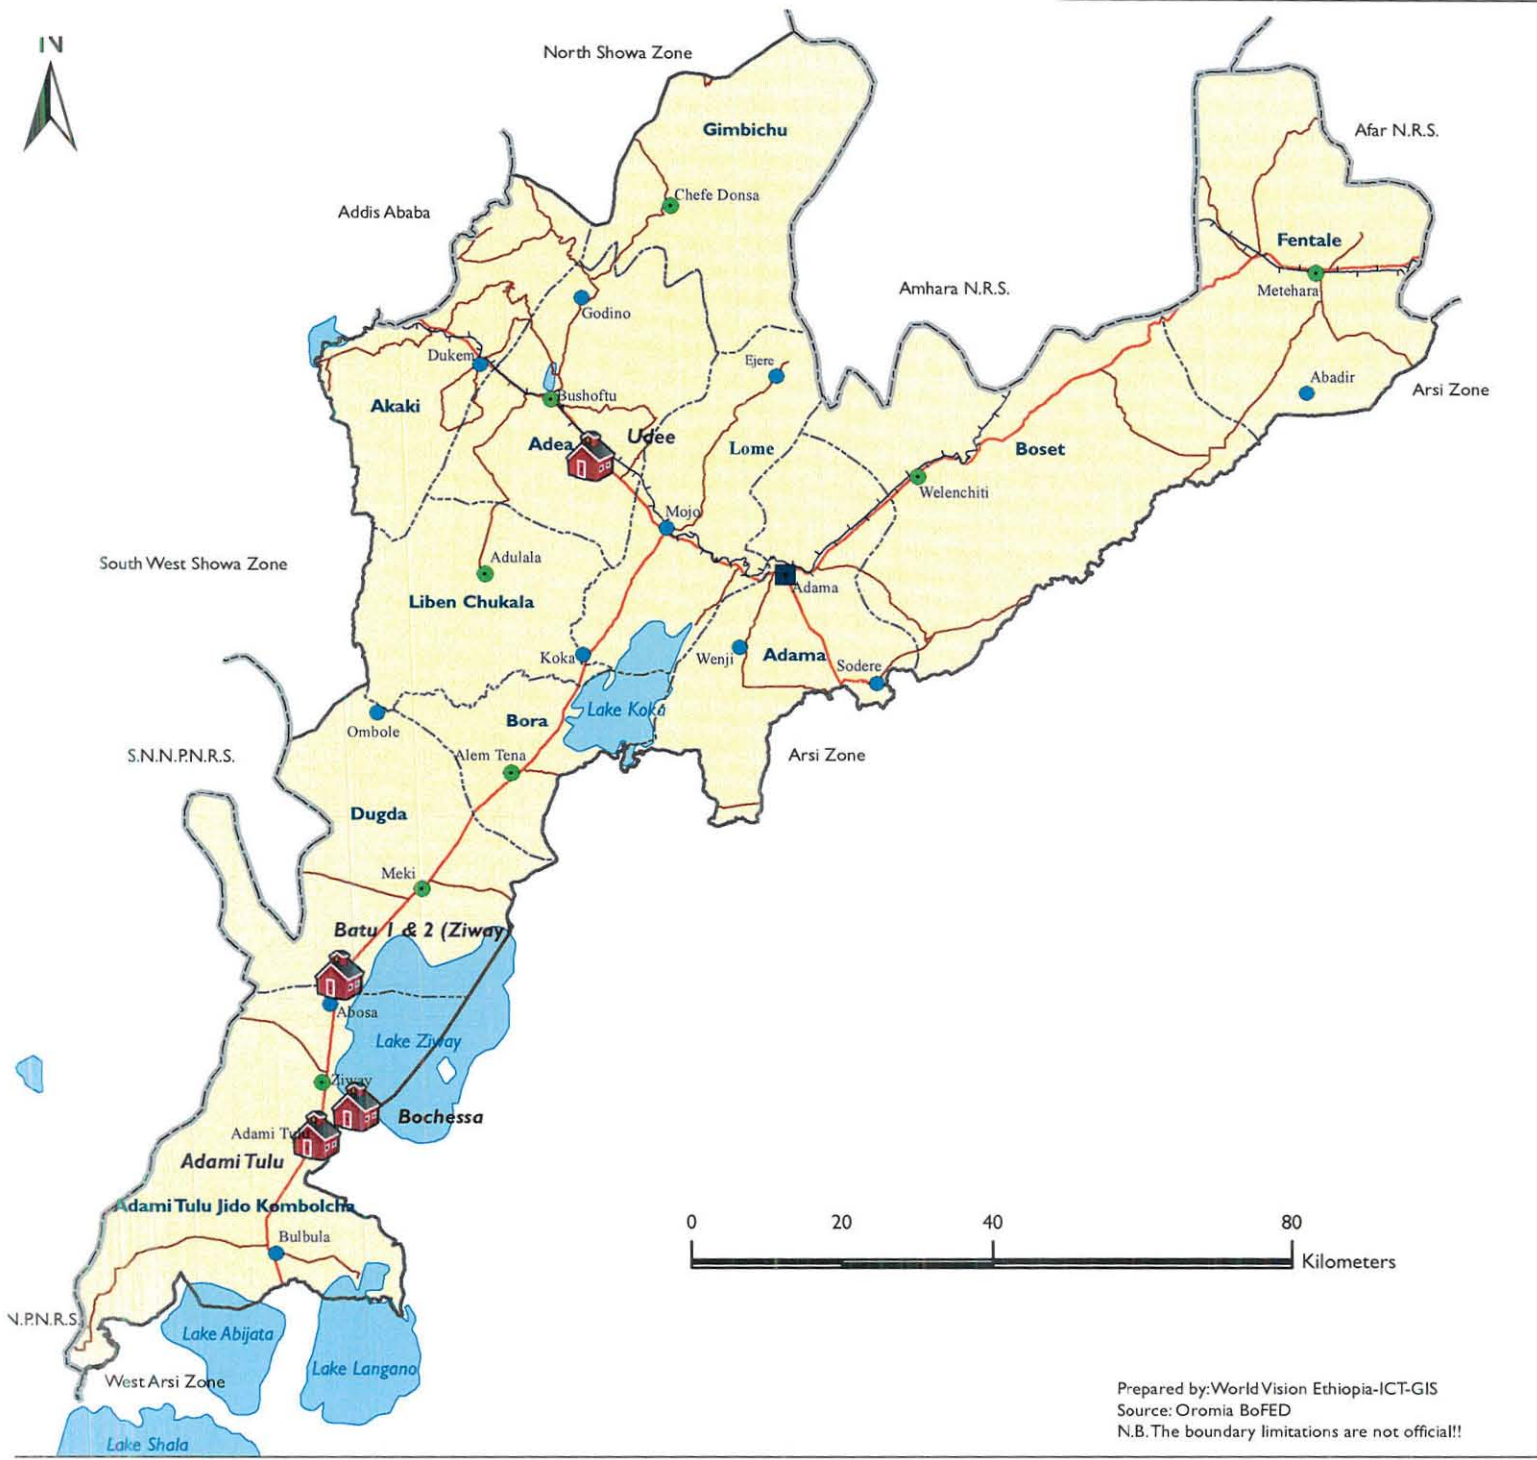 N
North Showa Zone
Gimbichu
Afar N.R.S.
Chefe Donsa
Addis Ababa
Fentale
Amhara N.R.S.
Metehara
Godino
Dukem
Ejere
Abadir
Arsi Zone
Bushoftu
Akaki
Adea
Udee
Lome
Boset
Welenchiti
Mojo
South West Showa Zone
Adulala
Adama
Liben Chukala
Koka
Wenji
Adama
Sodere
Lake Koka
Bora
Ombole
S.N.N.P.N.R.S.
Alem Tena
Arsi Zone
Dugda
Meki
Batu 1 & 2 (Ziway)
Abosa
Lake Ziway
Ziway
Bochessa
Adami Tulu
Adami Tulu
Adami Tulu Jido Kombolcha
0 20 40 80
Bulbula
Kilometers
N.P.N.R.S.
Lake Abijata
Lake Langano
West Arsi Zone
Prepared by: World Vision Ethiopia-ICT-GIS
Source: Oromia BoFED
N.B. The boundary limitations are not official!!
Lake Shala